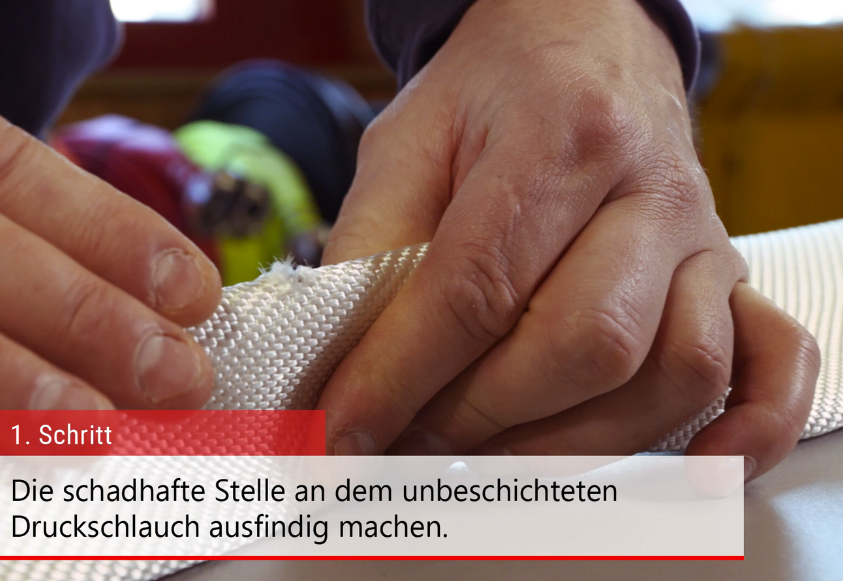 1. Schritt
Die schadhafte Stelle an dem unbeschichteten
Druckschlauch ausfindig machen.